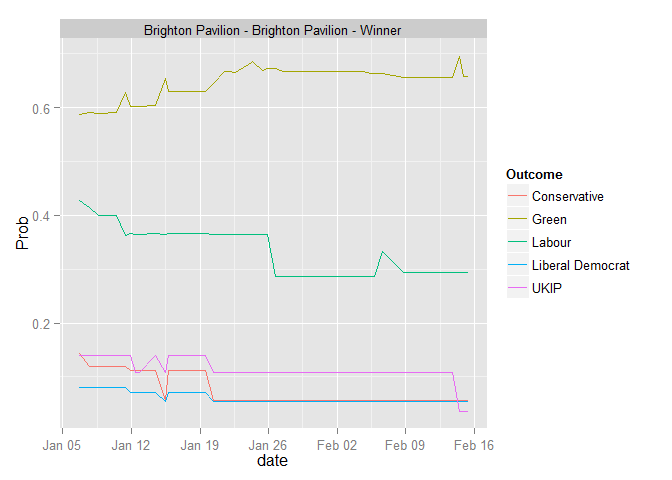 Brighton Pavilion - Brighton Pavilion - Winner
Prob
0.6
0.4
0.2
Jan 05 Jan 12 Jan 19 Jan 26 Feb 02 Feb 09 Feb 16
date
Outcome
Conservative
Green
Labour
Liberal Democrat
UKIP